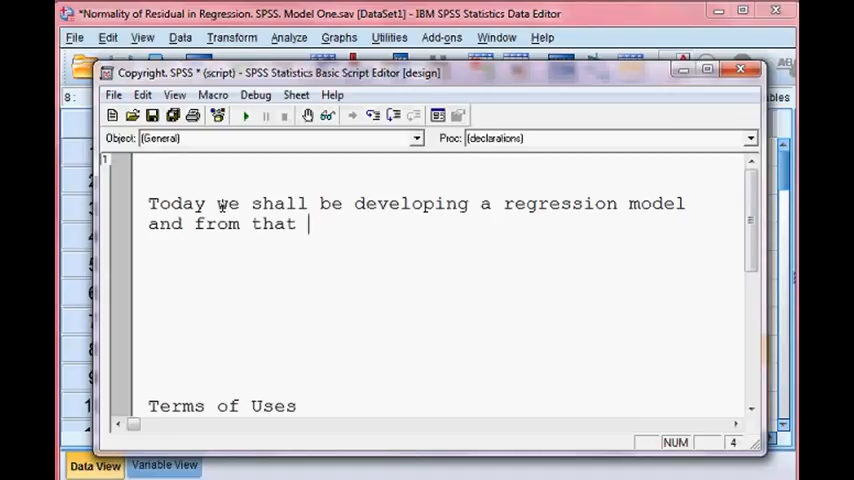 *Normality of Residual in Regression. SPSS. Model One.sav [DataSet1] - IBM SPSS Statistics Data Editor
File Edit View Data Transform Analyze Graphs Utilities Add-ons Window Help
Copyright. SPSS * (script) - SPSS Statistics Basic Script Editor [design]
8 :
ables
File Edit View Macro Debug Sheet Help
Object: (General) Proc: (declarations)
1
Today we shall be developing a regression model
and from that
Terms of Uses
NUM 4
Data View Variable View